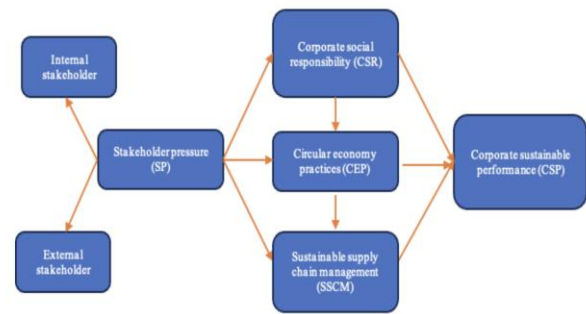 Internal
stakeholder
External
stakeholder
Stakeholder pressure
(SP)
Corporate social
responsibility (CSR)
Circular economy
practices (CEP)
Sustainable supply
chain management
(SSCM)
Corporate sustainable
performance (CSP)